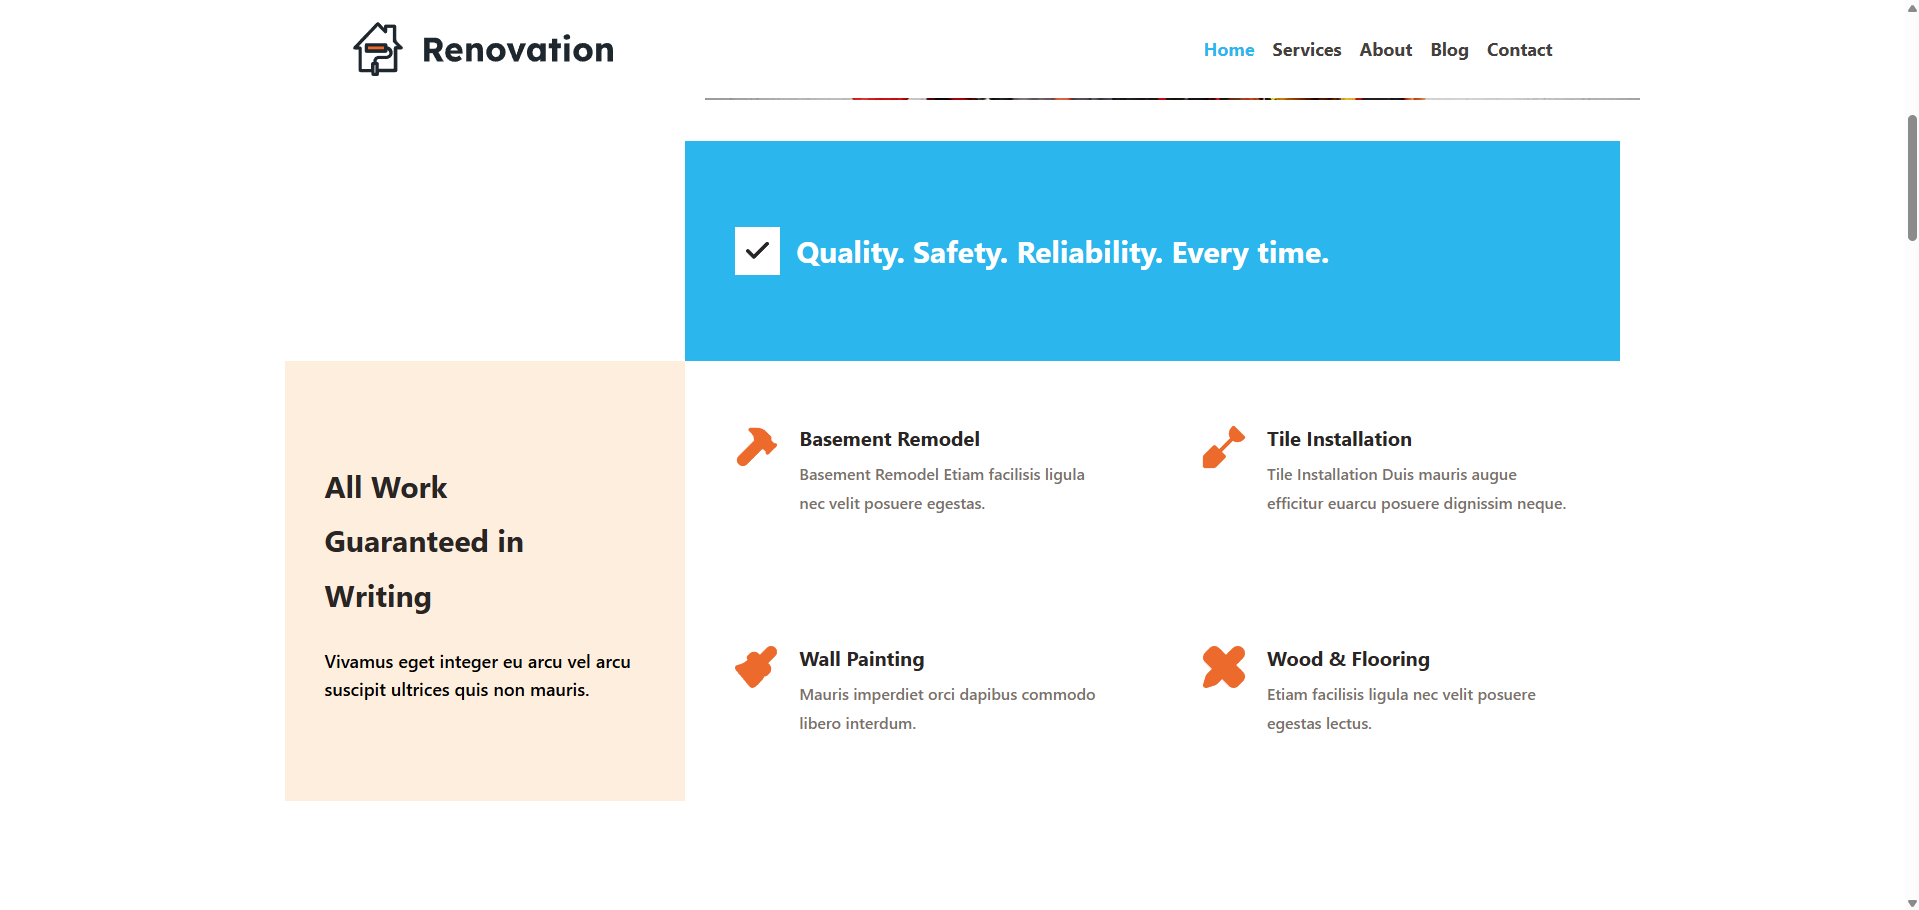 Renovation
Home Services About Blog Contact
Quality. Safety. Reliability. Every time.
All Work
Guaranteed in
Writing
Vivamus eget integer eu arcu vel arcu
suscipit ultrices quis non mauris.
Basement Remodel
Basement Remodel Etiam facilisis ligula
nec velit posuere egestas.
Tile Installation
Tile Installation Duis mauris augue
efficitur euarcu posuere dignissim neque.
Wall Painting
Mauris imperdiet orci dapibus commodo
libero interdum.
Wood & Flooring
Etiam facilisis ligula nec velit posuere
egestas lectus.